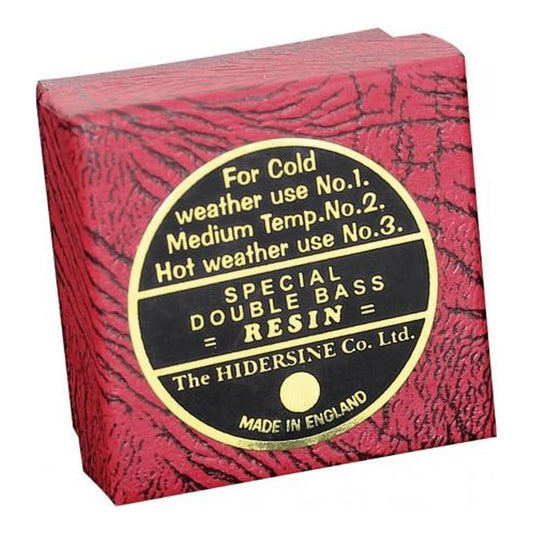 For Cold
weather use No.1.
Medium Temp.No.2.
Hot weather use No.3.
SPECIAL
DOUBLE BASS
= RESIN =
The HIDERSINE Co. Ltd.
MADE IN ENGLAND